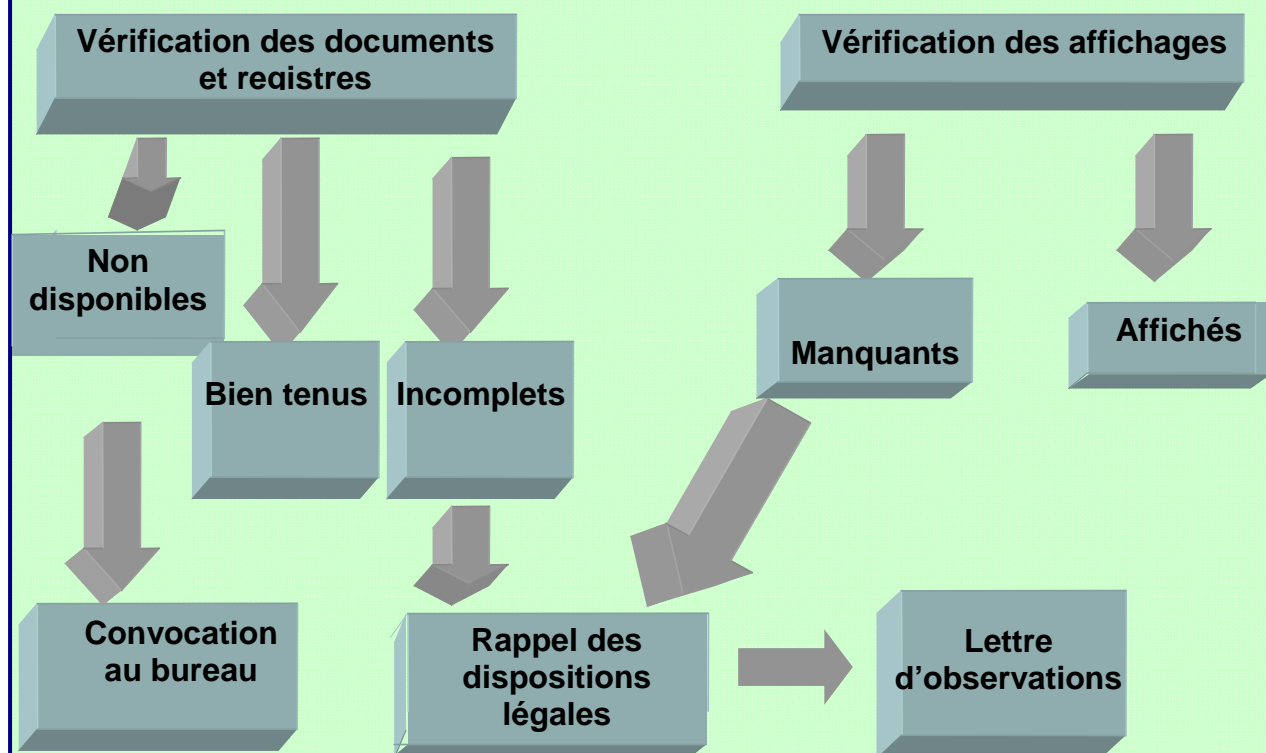 Vérification des documents
et registres
Vérification des affichages
Non
disponibles
Bien tenus
Incomplets
Manquants
Affichés
Convocation
au bureau
Rappel des
dispositions
légales
Lettre
d'observations